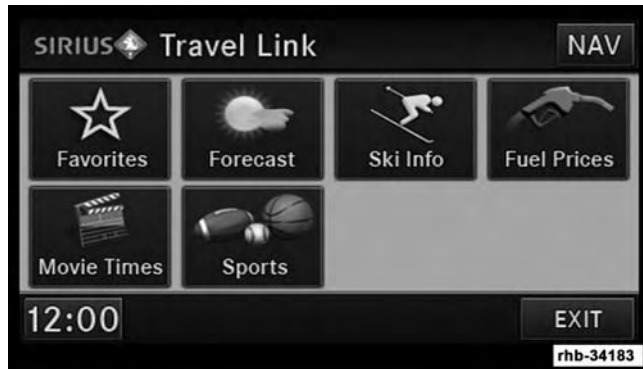 SIRIUS Travel Link NAV
Favorites Forecast Ski Info Fuel Prices
Movie Times Sports
12:00 EXIT
rhb-34183